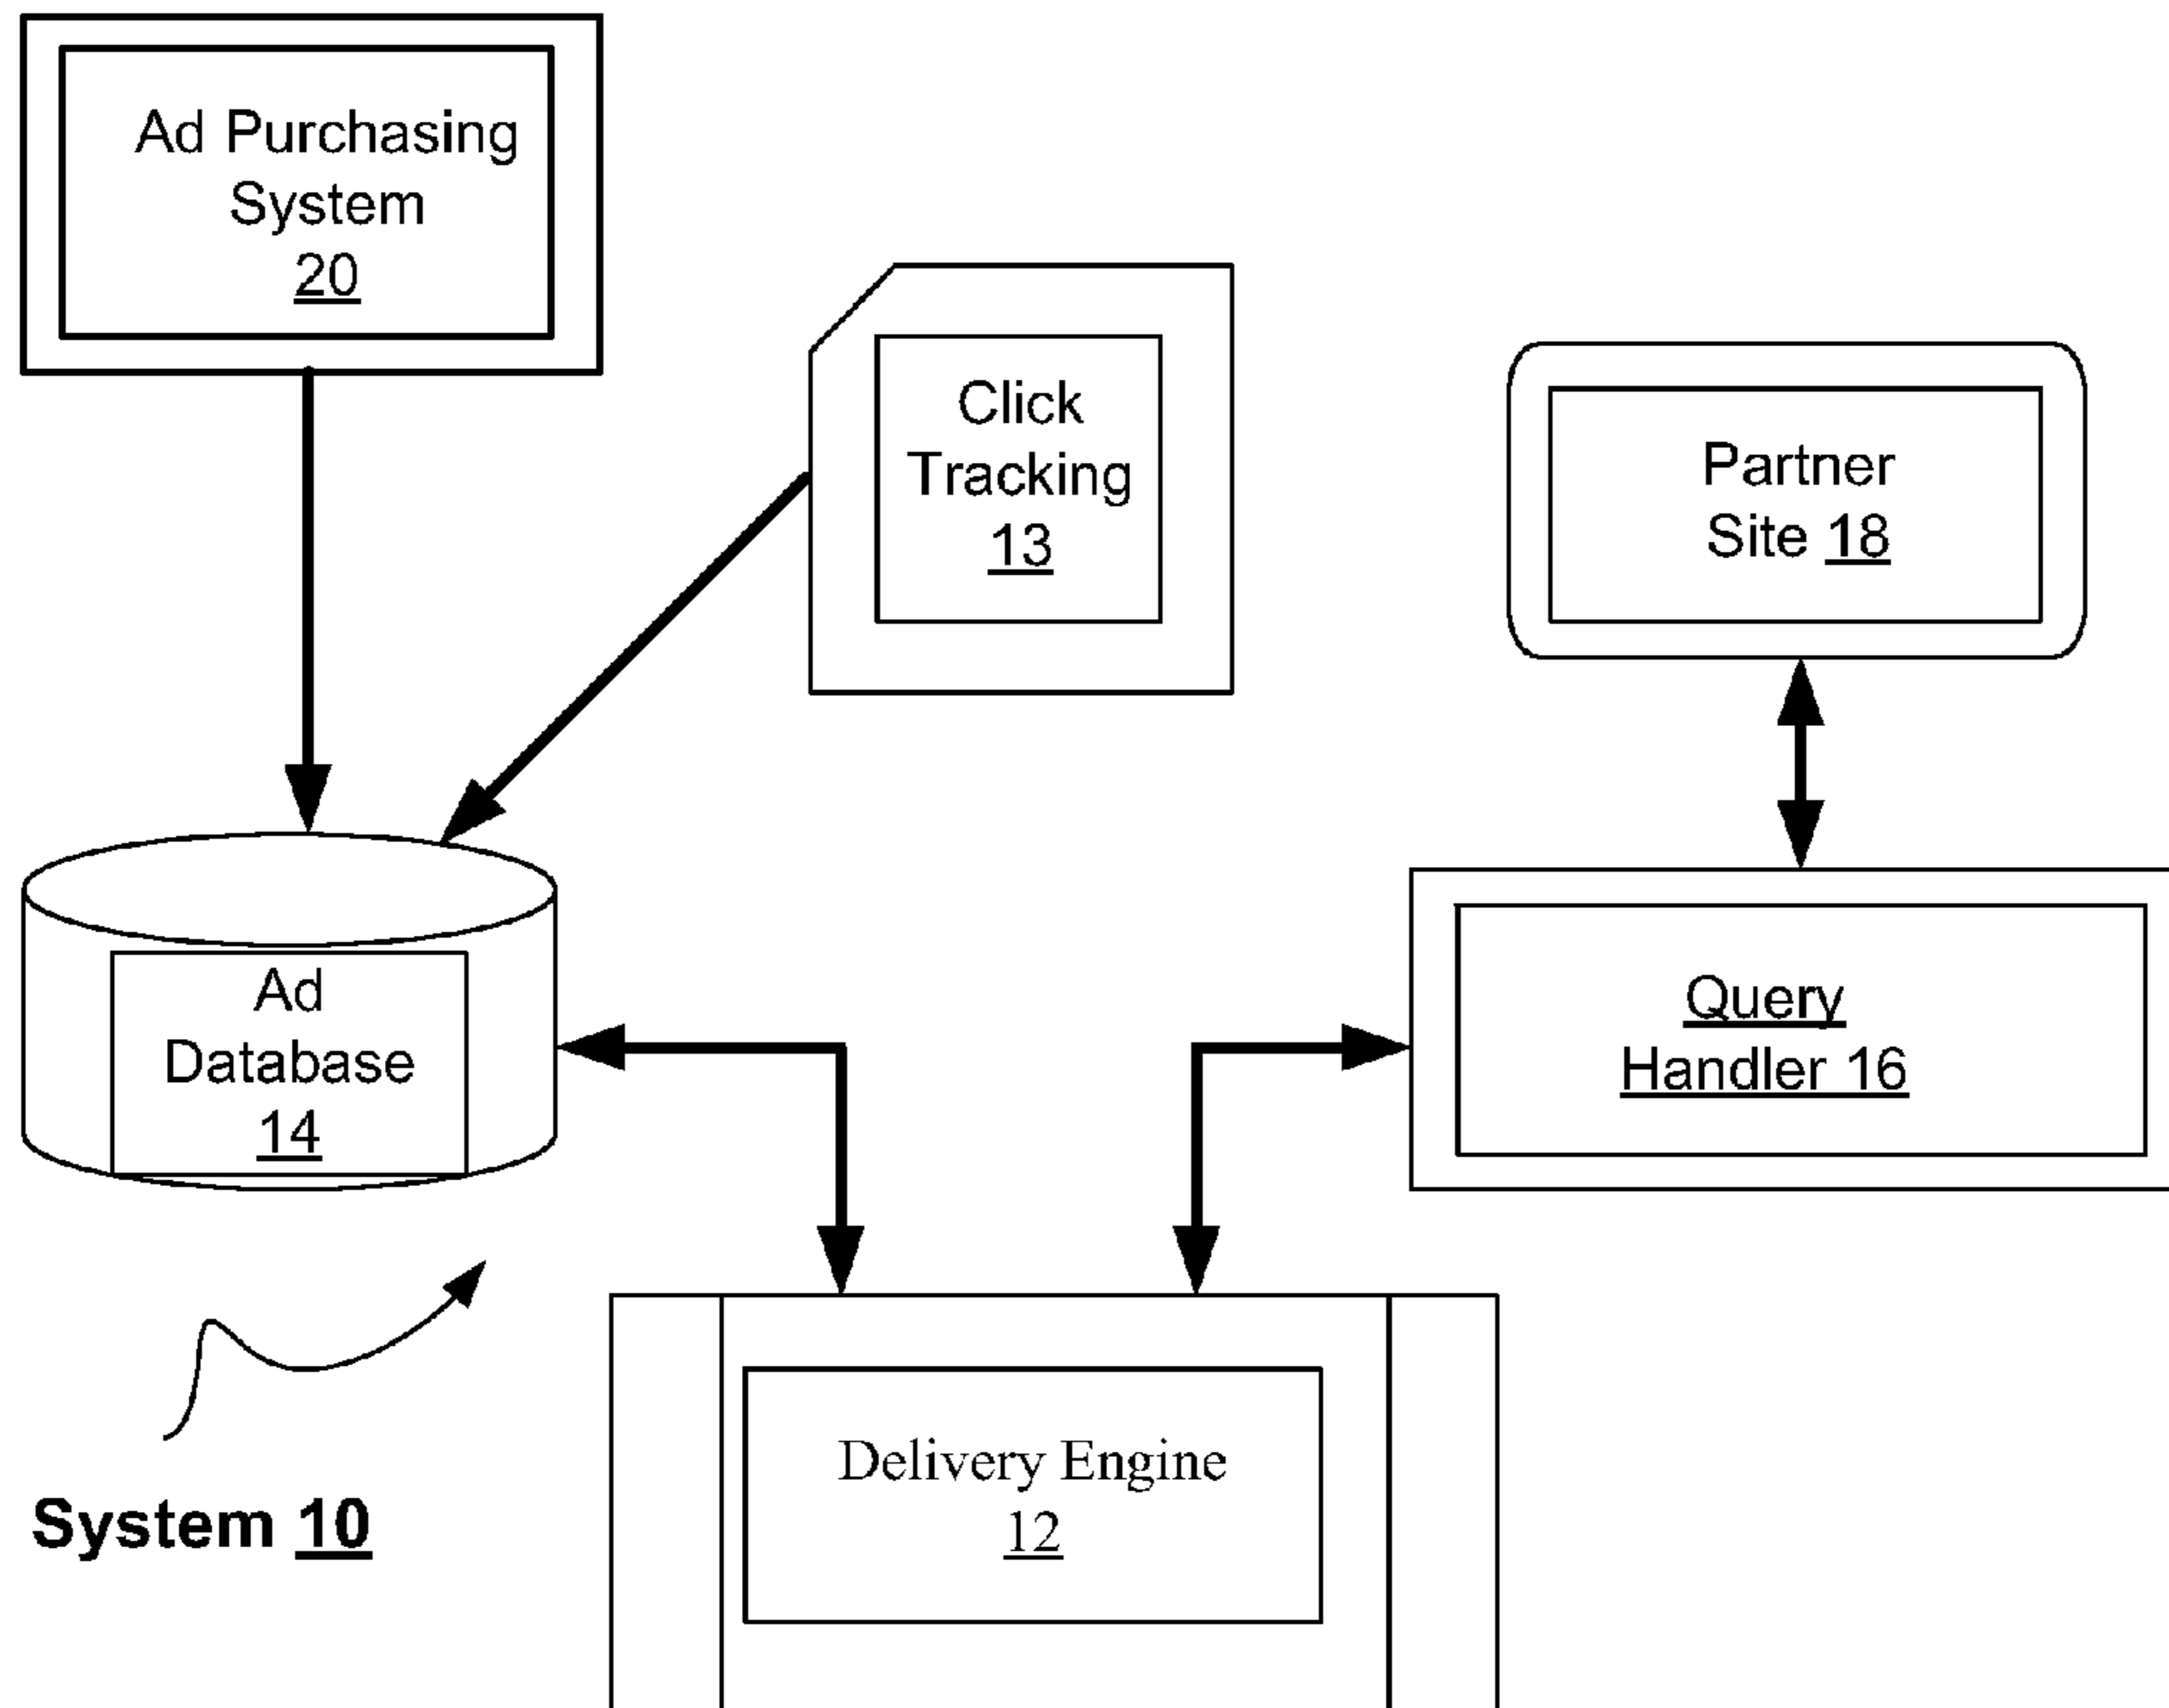 Ad Purchasing
System
20
Click
Tracking
13
Partner
Site 18
Ad
Database
14
Query
Handler 16
Delivery Engine
12
System 10